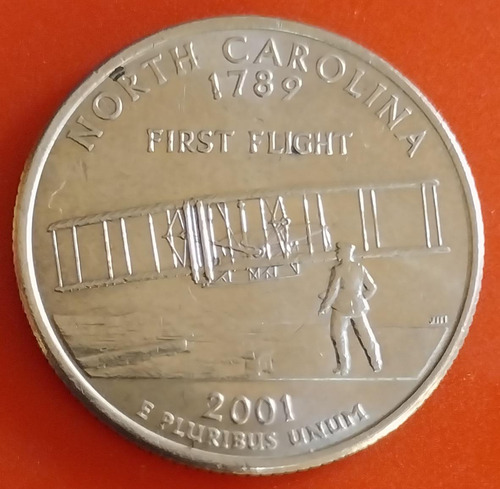 NORTH CAROLINA
1789
FIRST FLIGHT
2001
E PLURIBUS UNUM